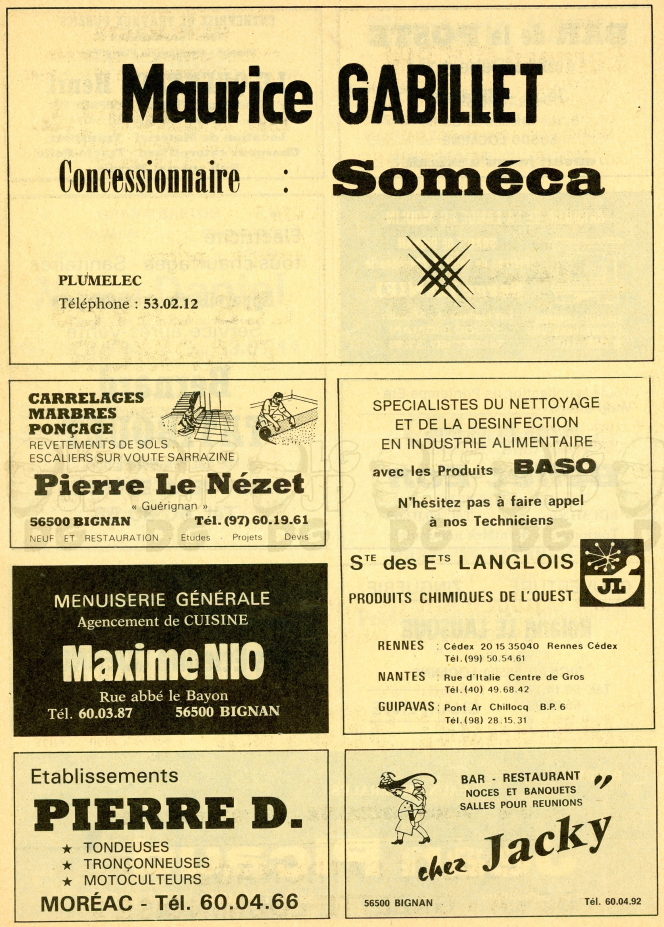 Maurice GABILLET
Concessionnaire : Soméca
PLUMELEC
Téléphone : 53.02.12
CARRELAGES
MARBRES
PONÇAGE
REVETEMENTS DE SOLS
ESCALIERS SUR VOUTE SARRAZINE
Pierre Le Nézet
« Guérignan »
56500 BIGNAN Tél. (97) 60.19.61
NEUF ET RESTAURATION Etudes - Projets Devis
SPECIALISTES DU NETTOYAGE
ET DE LA DESINFECTION
EN INDUSTRIE ALIMENTAIRE
avec les Produits BASO
N'hésitez pas à faire appel
à nos Techniciens
STE des ETS LANGLOIS
JL
PRODUITS CHIMIQUES DE L'OUEST
RENNES : Cédex 20 15 35040 Rennes Cédex
Tél. (99) 50.54.61
NANTES : Rue d'Italie Centre de Gros
Tél. (40) 49.68.42
GUIPAVAS : Pont Ar Chillocq B.P. 6
Tél. (98) 28.15.31
MENUISERIE GÉNÉRALE
Agencement de CUISINE
Maxime NIO
Rue abbé le Bayon
Tél. 60.03.87 56500 BIGNAN
Etablissements
PIERRE D.
★ TONDEUSES
★ TRONÇONNEUSES
★ MOTOCULTEURS
MORÉAC - Tél. 60.04.66
BAR - RESTAURANT
NOCES ET BANQUETS
SALLES POUR REUNIONS
chez Jacky "
56500 BIGNAN Tél. 60.04.92